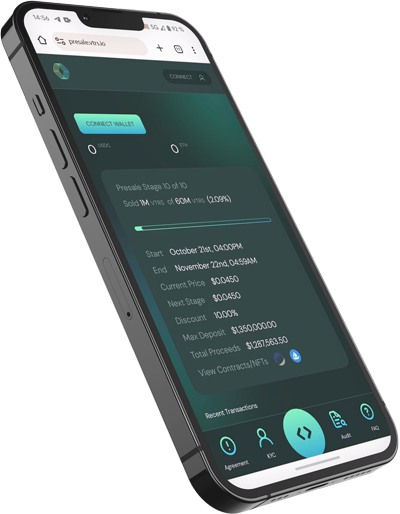 14:56 5G 92%
presale.vtrs.io
CONNECT
CONNECT WALLET
0 USDC 0 ETH
Presale Stage 10 of 10
Sold 1M VTRS of 60M VTRS (2.09%)
Start October 21st, 04:00PM
End November 22nd, 04:59AM
Current Price $0.0450
Next Stage $0.0450
Discount 10.00%
Max Deposit $1,350,000.00
Total Proceeds $1,287,563.50
View Contracts/NFTs
Recent Transactions
Agreement KYC Audit FAQ